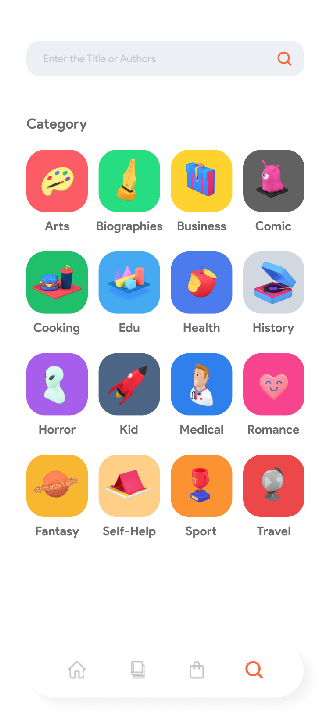 Enter the Title or Authors
Category
Arts Biographies Business Comic
Cooking Edu Health History
Horror Kid Medical Romance
Fantasy Self-Help Sport Travel